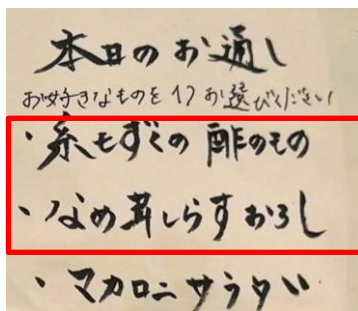 本日のお通し
お好きなものを1つお選びください
・糸もずくの酢のもの
・なめ茸しらすおろし
・マカロニサラダ